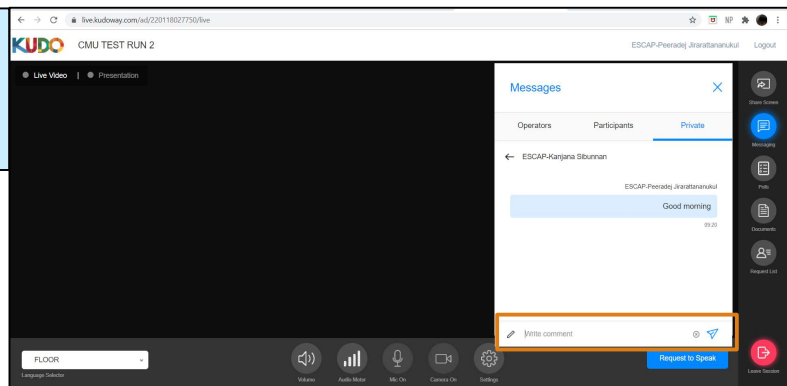 live.kudoway.com/ad/220118027750/live
NP
KUDO
CMU TEST RUN 2
ESCAP-Peeradej Jirarattananukul
Logout
Live Video | Presentation
Messages
Operators
Participants
Private
ESCAP-Kanjana Sibunnan
ESCAP-Peeradej Jirarattananukul
Good morning
09:20
Write comment
Share Screen
Messaging
Polls
Documents
Request List
FLOOR
Language Selector
Volume
Audio Meter
Mic On
Camera On
Settings
Request to Speak
Leave Session